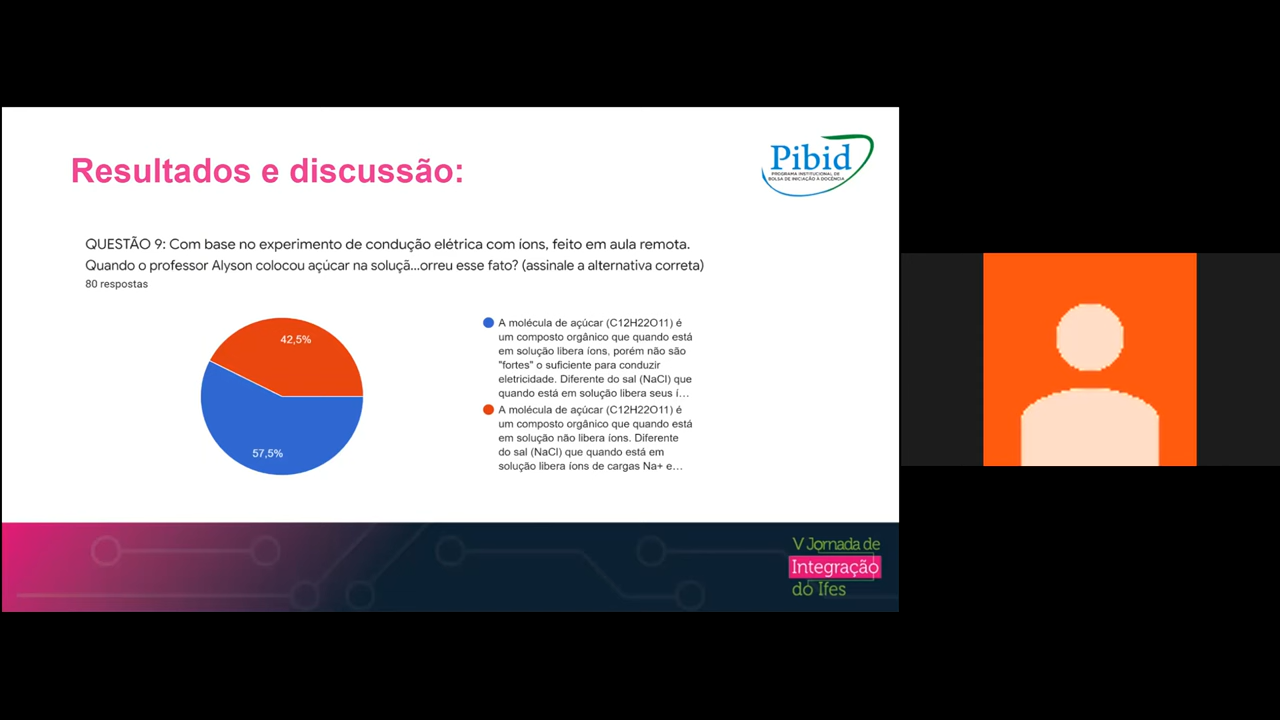 Resultados e discussão:
Pibid
PROGRAMA INSTITUCIONAL DE
BOLSA DE INICIAÇÃO À DOCÊNCIA
QUESTÃO 9: Com base no experimento de condução elétrica com íons, feito em aula remota.
Quando o professor Alyson colocou açúcar na soluçã...orreu esse fato? (assinale a alternativa correta)
80 respostas
42,5%
57,5%
A molécula de açúcar (C12H22O11) é
um composto orgânico que quando está
em solução libera íons, porém não são
"fortes" o suficiente para conduzir
eletricidade. Diferente do sal (NaCl) que
quando está em solução libera seus í…
A molécula de açúcar (C12H22O11) é
um composto orgânico que quando está
em solução não libera íons. Diferente
do sal (NaCl) que quando está em
solução libera íons de cargas Na+ e…
V Jornada de
Integração
do Ifes